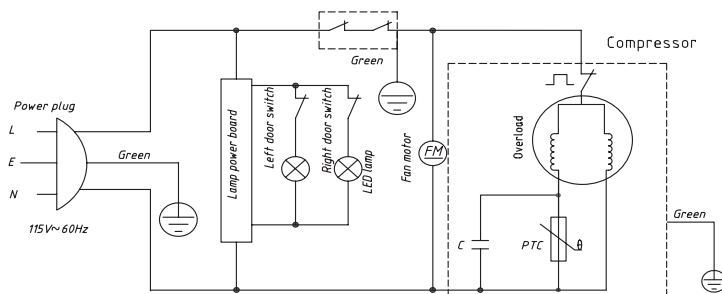 Compressor
Green
Power plug
L
E
N
Green
115V~60Hz
Lamp power board
Left door switch
Right door switch
LED lamp
Fan motor
FM
Overload
C
PTC
θ
Green